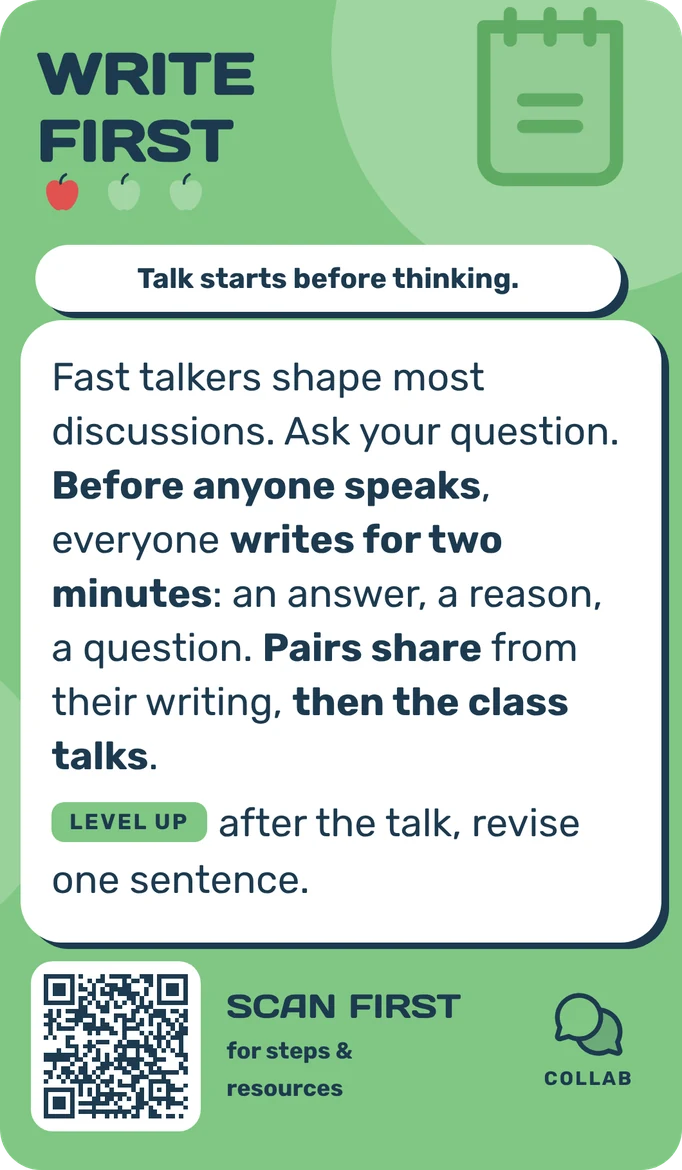 WRITE
FIRST
Talk starts before thinking.
Fast talkers shape most
discussions. Ask your question.
Before anyone speaks,
everyone writes for two
minutes: an answer, a reason,
a question. Pairs share from
their writing, then the class
talks.
LEVEL UP after the talk, revise
one sentence.
SCAN FIRST
for steps &
resources
COLLAB